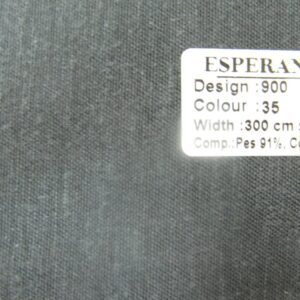 ESPERAN
Design :900
Colour :35
Width :300 cm
Comp.:Pes 91%, Co